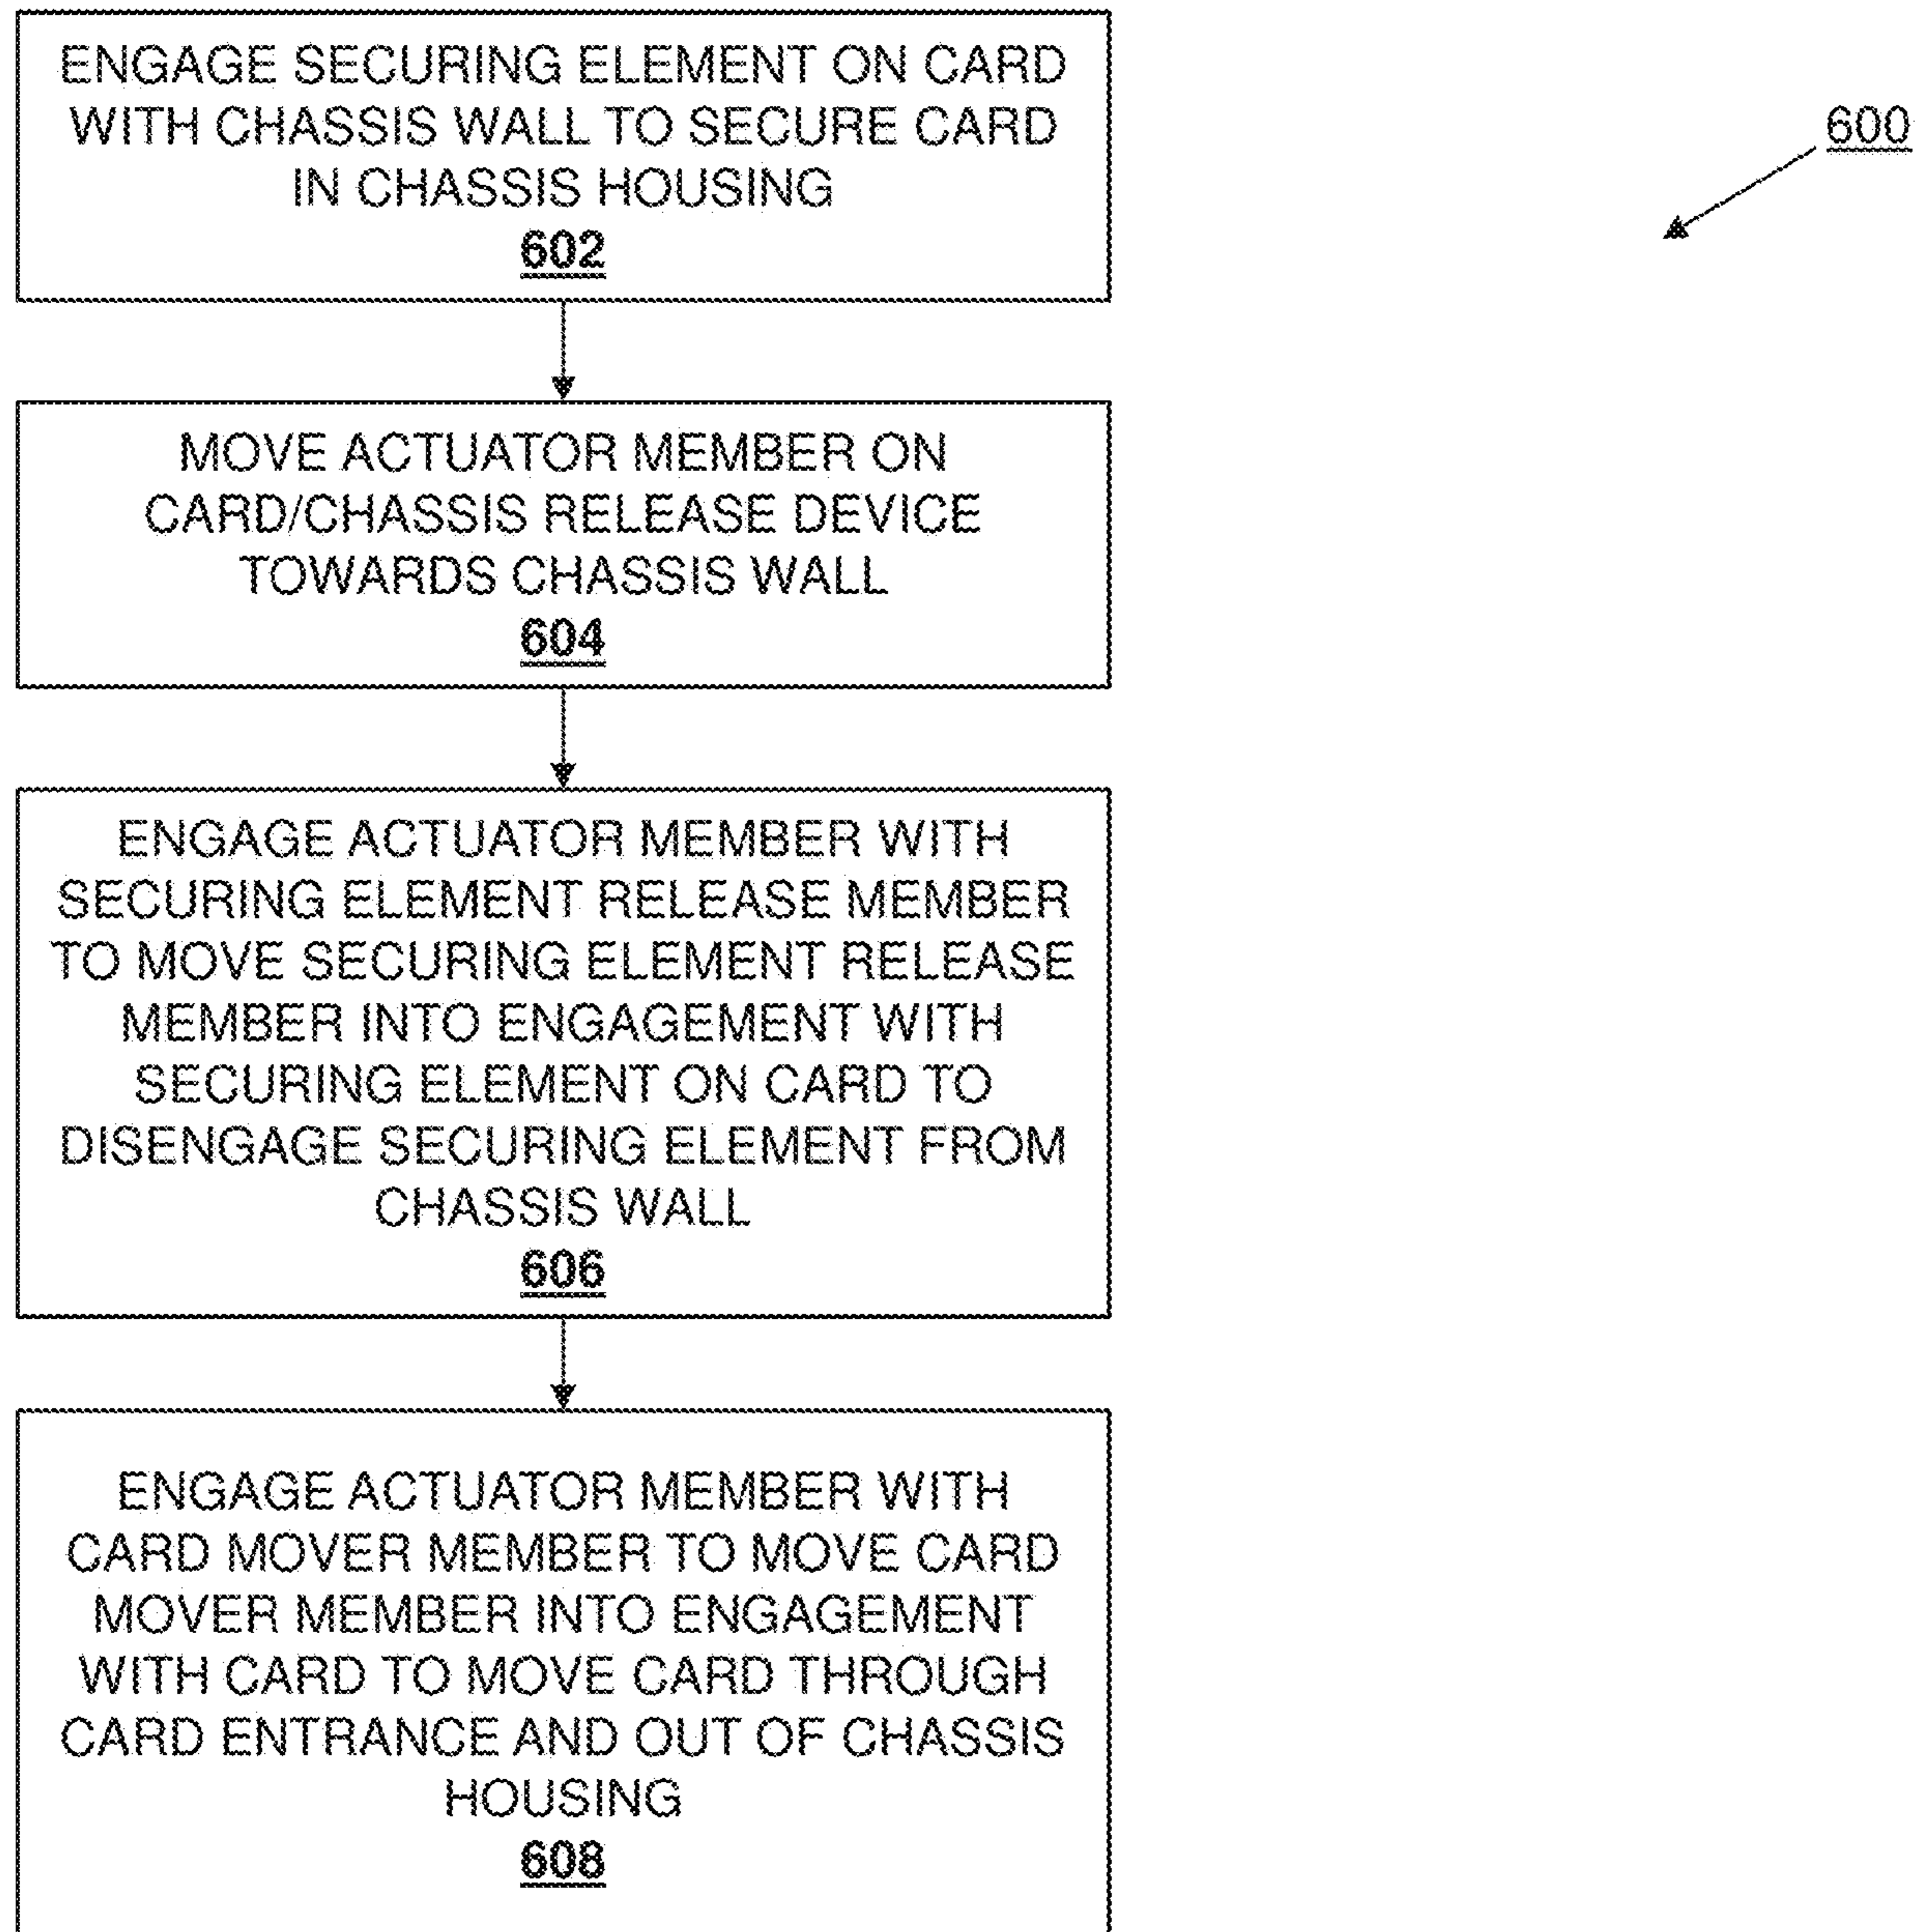 ENGAGE SECURING ELEMENT ON CARD
WITH CHASSIS WALL TO SECURE CARD
IN CHASSIS HOUSING
602
600
MOVE ACTUATOR MEMBER ON
CARD/CHASSIS RELEASE DEVICE
TOWARDS CHASSIS WALL
604
ENGAGE ACTUATOR MEMBER WITH
SECURING ELEMENT RELEASE MEMBER
TO MOVE SECURING ELEMENT RELEASE
MEMBER INTO ENGAGEMENT WITH
SECURING ELEMENT ON CARD TO
DISENGAGE SECURING ELEMENT FROM
CHASSIS WALL
606
ENGAGE ACTUATOR MEMBER WITH
CARD MOVER MEMBER TO MOVE CARD
MOVER MEMBER INTO ENGAGEMENT
WITH CARD TO MOVE CARD THROUGH
CARD ENTRANCE AND OUT OF CHASSIS
HOUSING
608